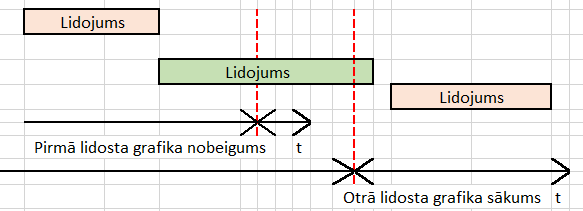 Lidojums
Lidojums
Lidojums
Pirmā lidosta grafika nobeigums t
Otrā lidosta grafika sākums t